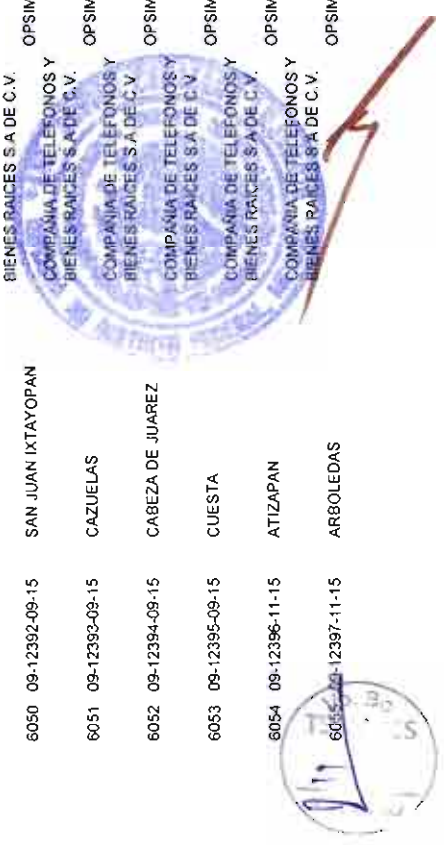 BIENES RAICES S.A DE C.V. OPSIM
6050 09-12392-09-15 SAN JUAN IXTAYOPAN COMPAÑIA DE TELEFONOS Y BIENES RAICES S.A DE C.V. OPSIM
6051 09-12393-09-15 CAZUELAS COMPAÑIA DE TELEFONOS Y BIENES RAICES S.A DE C.V OPSIM
6052 09-12394-09-15 CABEZA DE JUAREZ COMPAÑIA DE TELEFONOS Y BIENES RAICES S.A DE C.V OPSIM
6053 09-12395-09-15 CUESTA COMPAÑIA DE TELEFONOS Y BIENES RAICES S.A DE C.V. OPSIM
6054 09-12396-11-15 ATIZAPAN COMPAÑIA DE TELEFONOS Y BIENES RAICES S.A DE C.V. OPSIM
6055 09-12397-11-15 ARBOLEDAS
DISTRITO FEDERAL